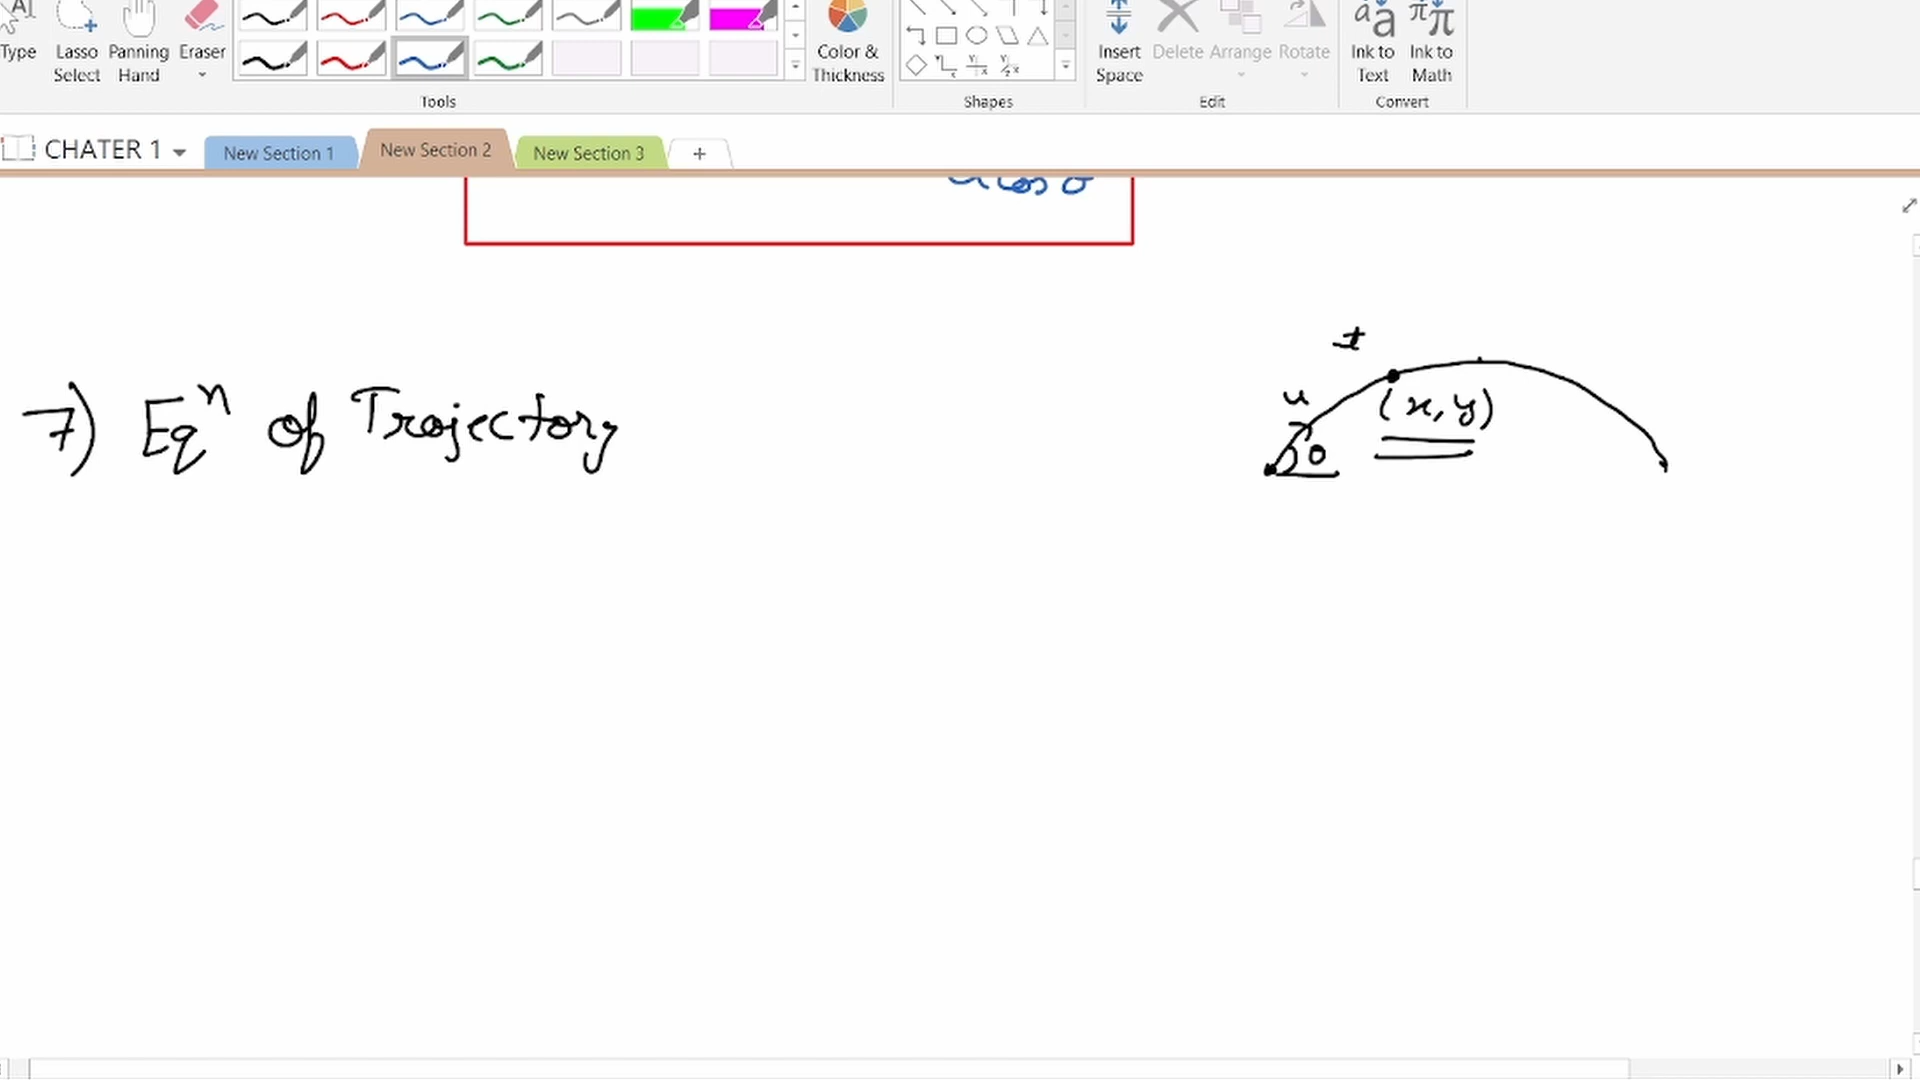 Type
Lasso Select
Panning Hand
Eraser
Color & Thickness
Insert Space
Delete
Arrange
Rotate
Ink to Text
Ink to Math
Tools
Shapes
Edit
Convert
CHATER 1
New Section 1
New Section 2
New Section 3
+
u cos θ
t
u
(x, y)
θ
7) Eqⁿ of Trajectory